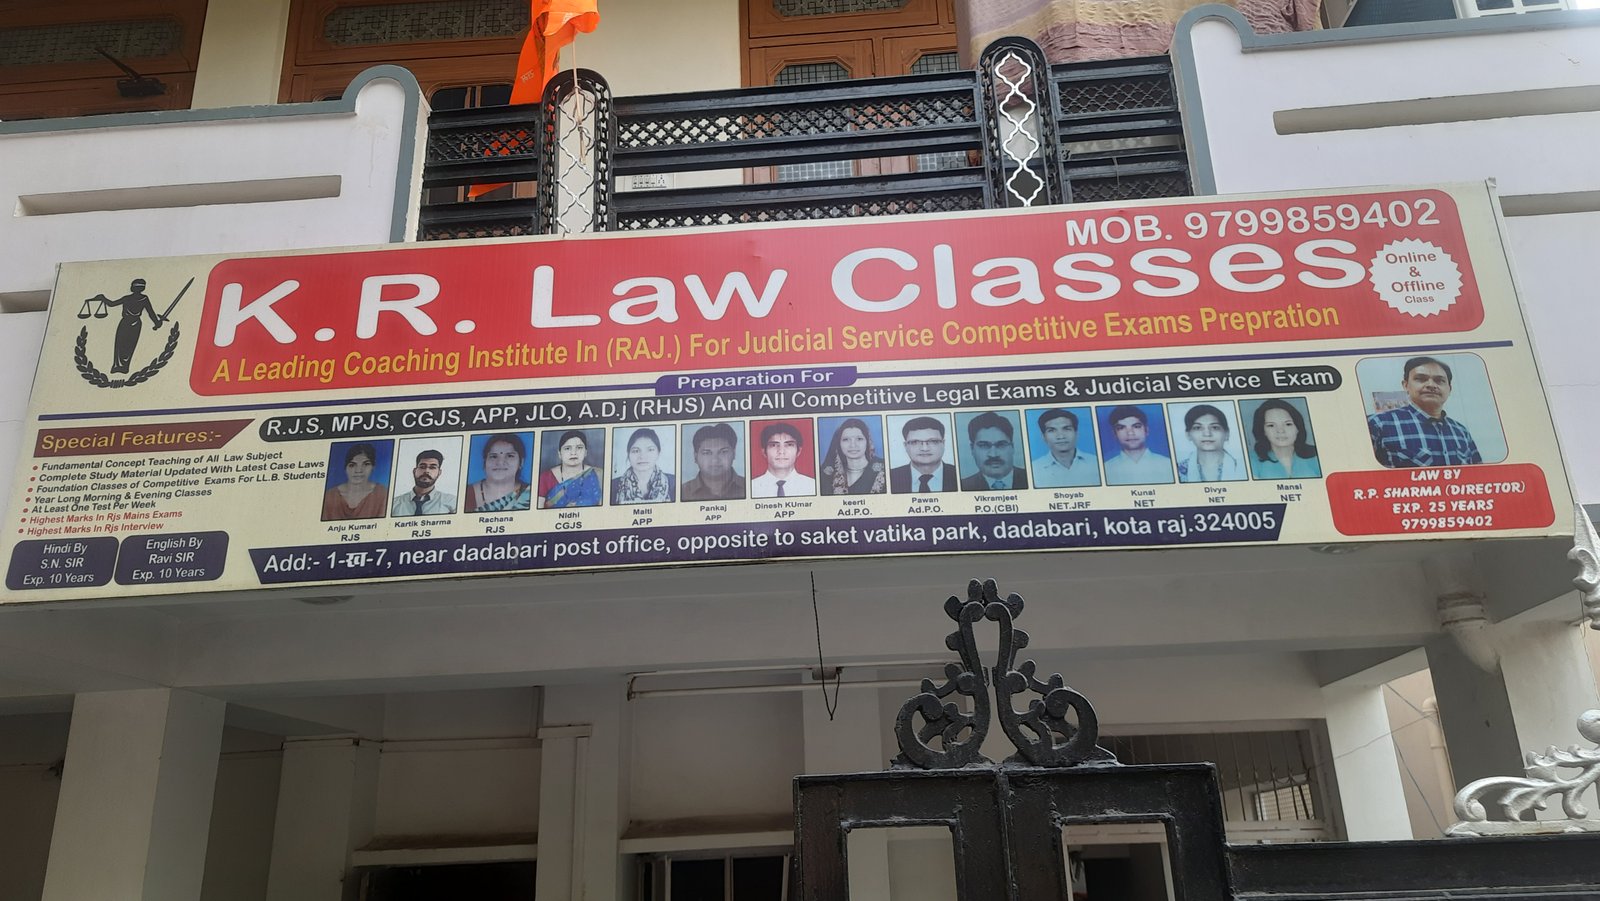 MOB. 9799859402
K.R. Law Classes
Online
&
Offline
Class
A Leading Coaching Institute In (RAJ.) For Judicial Service Competitive Exams Prepration
Preparation For
R.J.S, MPJS, CGJS, APP, JLO, A.D.j (RHJS) And All Competitive Legal Exams & Judicial Service Exam
Special Features:-
Fundamental Concept Teaching of All Law Subject
Complete Study Material Updated With Latest Case Laws
Foundation Classes of Competitive Exams For LL.B. Students
Year Long Morning & Evening Classes
At Least One Test Per Week
Highest Marks In Rjs Mains Exams
Highest Marks In Rjs Interview
Hindi By
S.N. SIR
Exp. 10 Years
English By
Ravi SIR
Exp. 10 Years
Anju Kumari
RJS
Kartik Sharma
RJS
Rachana
RJS
Nidhi
CGJS
Malti
APP
Pankaj
APP
Dinesh KUmar
APP
keerti
Ad.P.O.
Pawan
Ad.P.O.
Vikramjeet
P.O.(CBI)
Shoyab
NET.JRF
Kunal
NET
Divya
NET
Mansi
NET
LAW BY
R.P. SHARMA (DIRECTOR)
EXP. 25 YEARS
9799859402
Add:- 1-ख-7, near dadabari post office, opposite to saket vatika park, dadabari, kota raj.324005